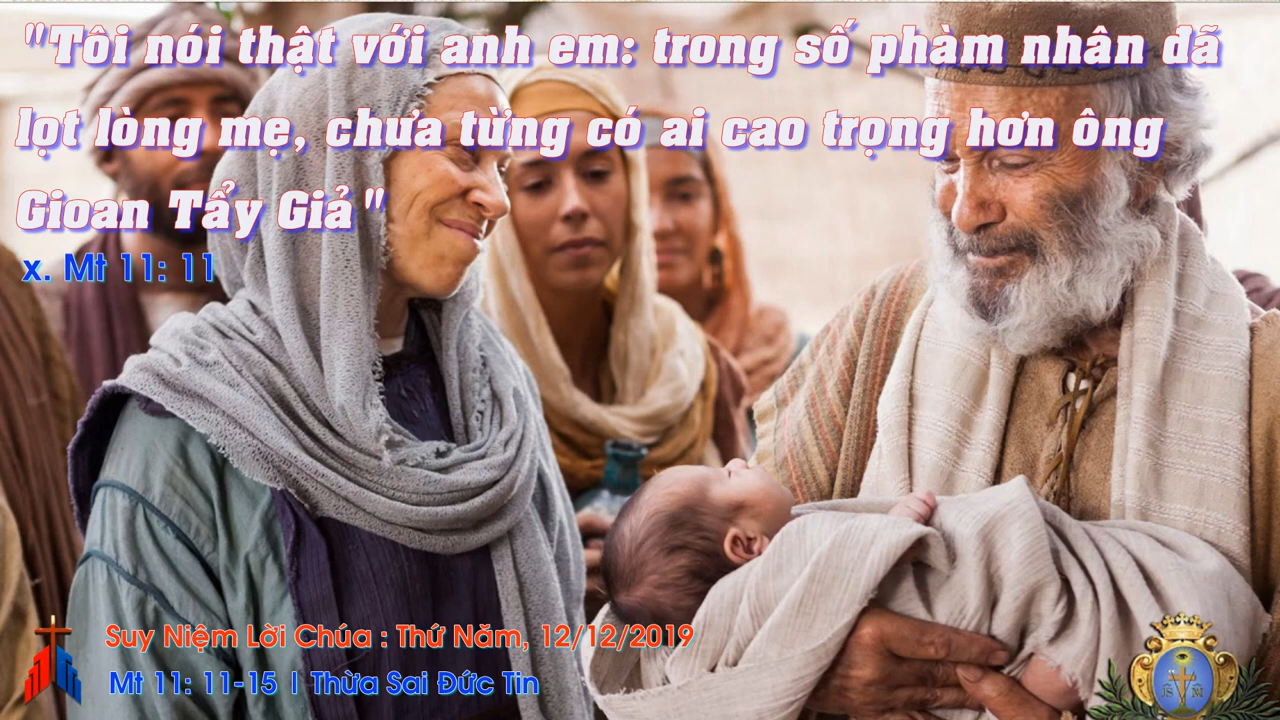 "Tôi nói thật với anh em: trong số phàm nhân đã
lọt lòng mẹ, chưa từng có ai cao trọng hơn ông
Gioan Tẩy Giả"
x. Mt 11: 11
Suy Niệm Lời Chúa : Thứ Năm, 12/12/2019
Mt 11: 11-15 | Thừa Sai Đức Tin